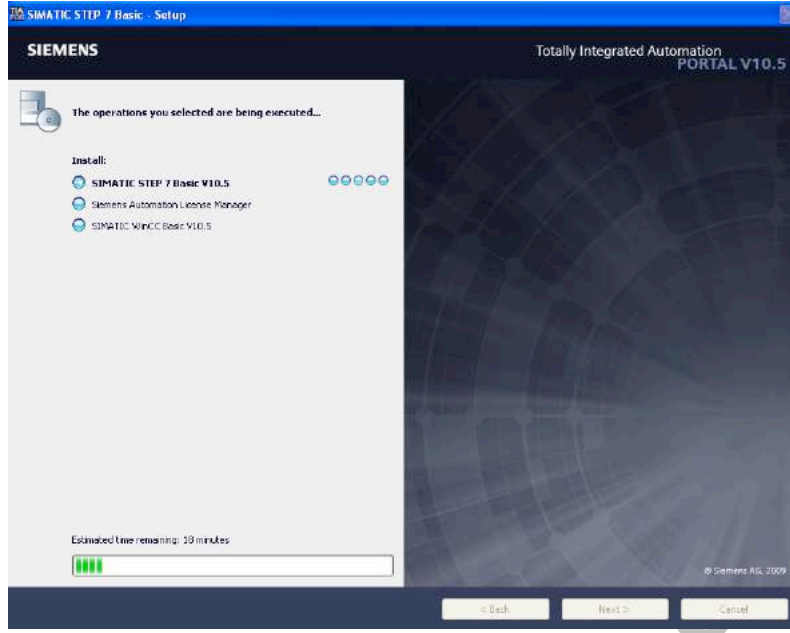 SIMATIC STEP 7 Basic - Setup
SIEMENS
Totally Integrated Automation
PORTAL V10.5
The operations you selected are being executed...
Install:
SIMATIC STEP 7 Basic V10.5
Siemens Automation License Manager
SIMATIC WinCC Basic V10.5
Estimated time remaining: 18 minutes
© Siemens AG, 2009
< Back Next > Cancel